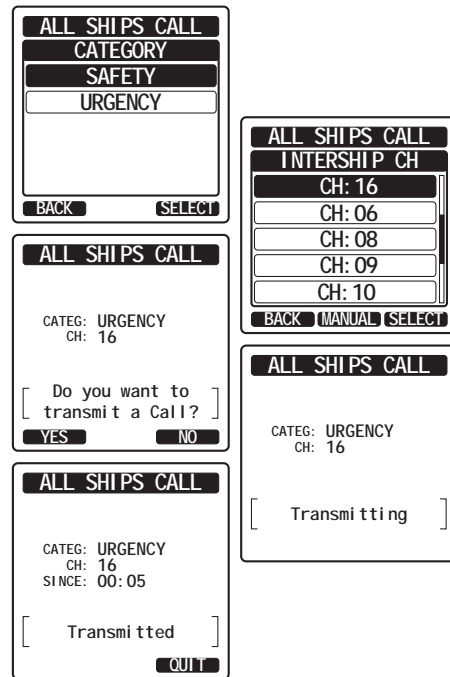 ALL SHIPS CALL
CATEGORY
SAFETY
URGENCY
BACK SELECT
ALL SHIPS CALL
INTERSHIP CH
CH: 16
CH: 06
CH: 08
CH: 09
CH: 10
BACK MANUAL SELECT
ALL SHIPS CALL
CATEG: URGENCY
CH: 16
Do you want to
transmit a Call?
YES NO
ALL SHIPS CALL
CATEG: URGENCY
CH: 16
Transmitting
ALL SHIPS CALL
CATEG: URGENCY
CH: 16
SINCE: 00:05
Transmitted
QUIT